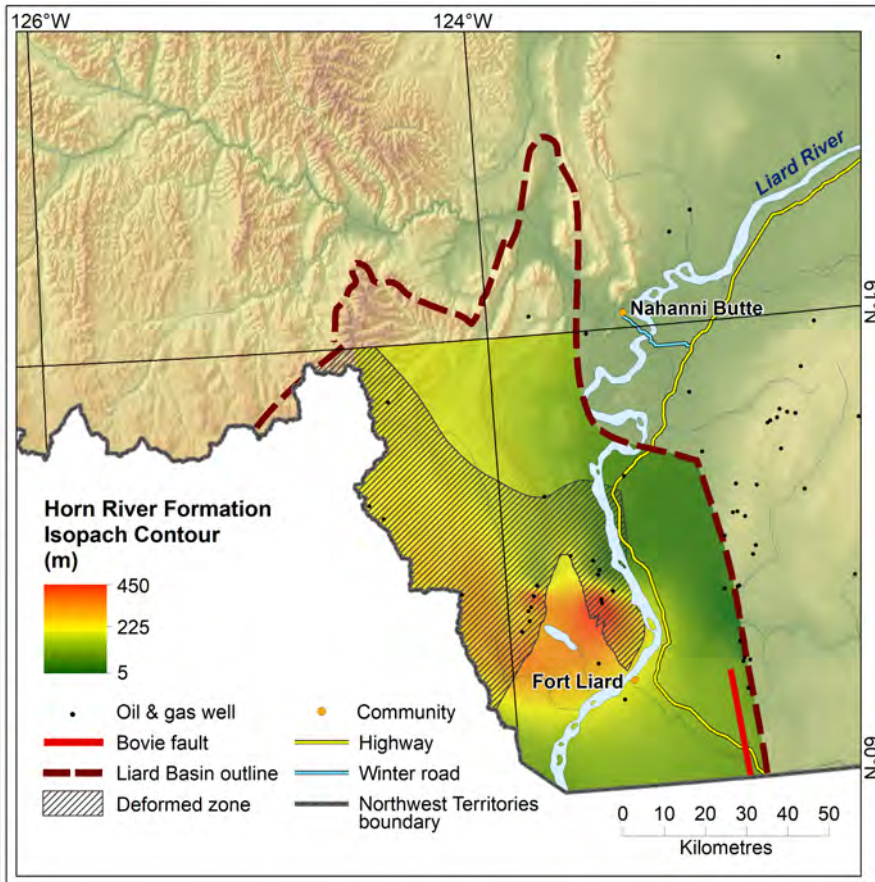 126°W
124°W
Liard River
61°N
Nahanni Butte
Horn River Formation
Isopach Contour
(m)
450
225
5
Fort Liard
60°N
Oil & gas well
Community
Bovie fault
Highway
Liard Basin outline
Winter road
Deformed zone
Northwest Territories
boundary
0 10 20 30 40 50
Kilometres